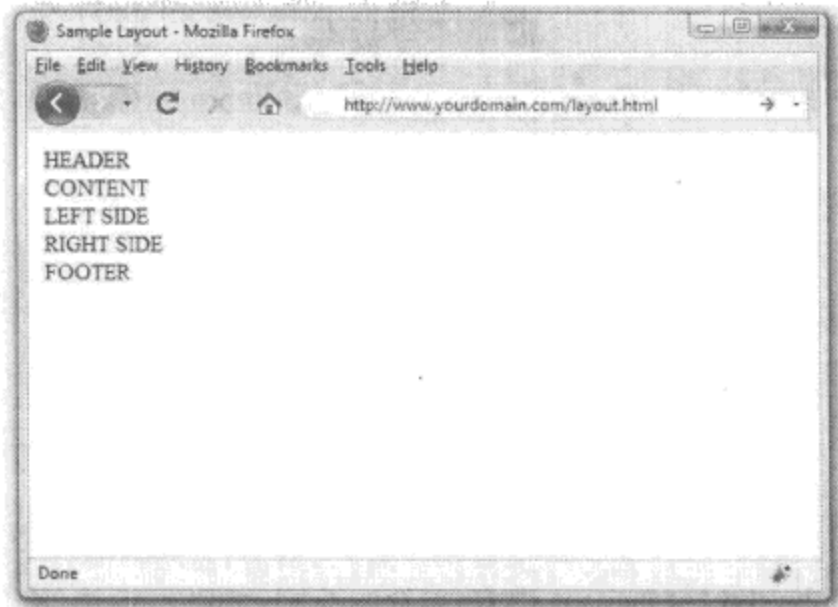 Sample Layout - Mozilla Firefox
File Edit View History Bookmarks Tools Help
http://www.yourdomain.com/layout.html
HEADER
CONTENT
LEFT SIDE
RIGHT SIDE
FOOTER
Done